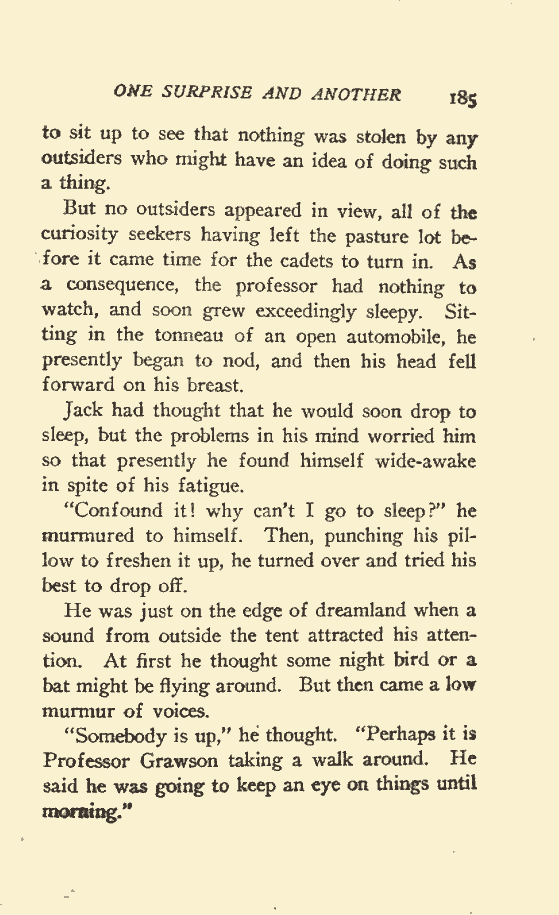 ONE SURPRISE AND ANOTHER 185
to sit up to see that nothing was stolen by any
outsiders who might have an idea of doing such
a thing.
But no outsiders appeared in view, all of the
curiosity seekers having left the pasture lot be-
fore it came time for the cadets to turn in. As
a consequence, the professor had nothing to
watch, and soon grew exceedingly sleepy. Sit-
ting in the tonneau of an open automobile, he
presently began to nod, and then his head fell
forward on his breast.
Jack had thought that he would soon drop to
sleep, but the problems in his mind worried him
so that presently he found himself wide-awake
in spite of his fatigue.
"Confound it! why can't I go to sleep?" he
murmured to himself. Then, punching his pil-
low to freshen it up, he turned over and tried his
best to drop off.
He was just on the edge of dreamland when a
sound from outside the tent attracted his atten-
tion. At first he thought some night bird or a
bat might be flying around. But then came a low
murmur of voices.
"Somebody is up," he thought. "Perhaps it is
Professor Grawson taking a walk around. He
said he was going to keep an eye on things until
morning."